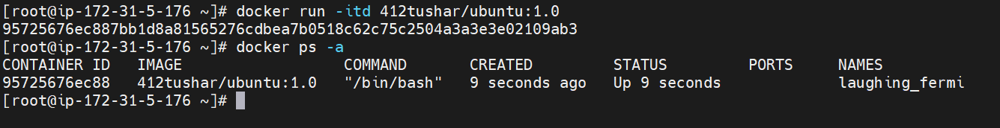 [root@ip-172-31-5-176 ~]# docker run -itd 412tushar/ubuntu:1.0
95725676ec887bb1d8a81565276cdbea7b0518c62c75c2504a3a3e3e02109ab3
[root@ip-172-31-5-176 ~]# docker ps -a
CONTAINER ID   IMAGE                  COMMAND       CREATED         STATUS         PORTS     NAMES
95725676ec88   412tushar/ubuntu:1.0   "/bin/bash"   9 seconds ago   Up 9 seconds             laughing_fermi
[root@ip-172-31-5-176 ~]#